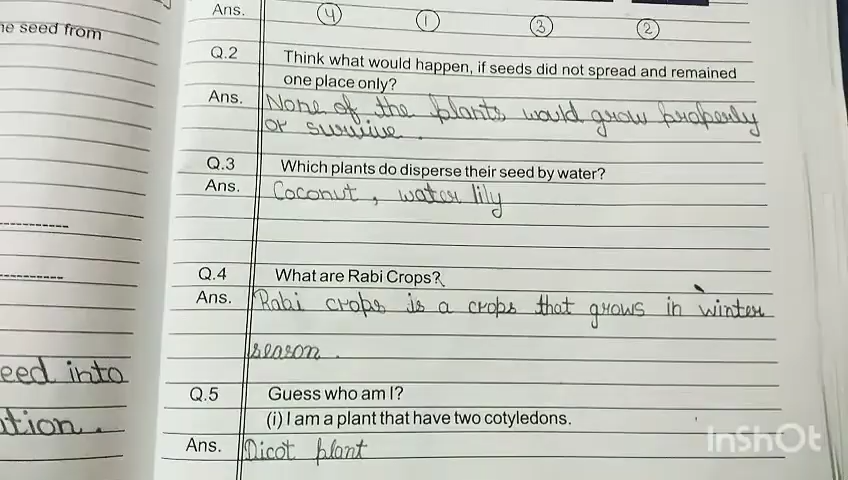 ne seed from
Ans. 4 1 3 2
Q.2 Think what would happen, if seeds did not spread and remained
one place only?
Ans. None of the plants would grow properly
or survive.
Q.3 Which plants do disperse their seed by water?
Ans. Coconut, water lily
Q.4 What are Rabi Crops?
Ans. Rabi crops is a crops that grows in winter
season.
eed into
Q.5 Guess who am I?
(i) I am a plant that have two cotyledons.
ation.
Ans. Dicot plant
InShOt